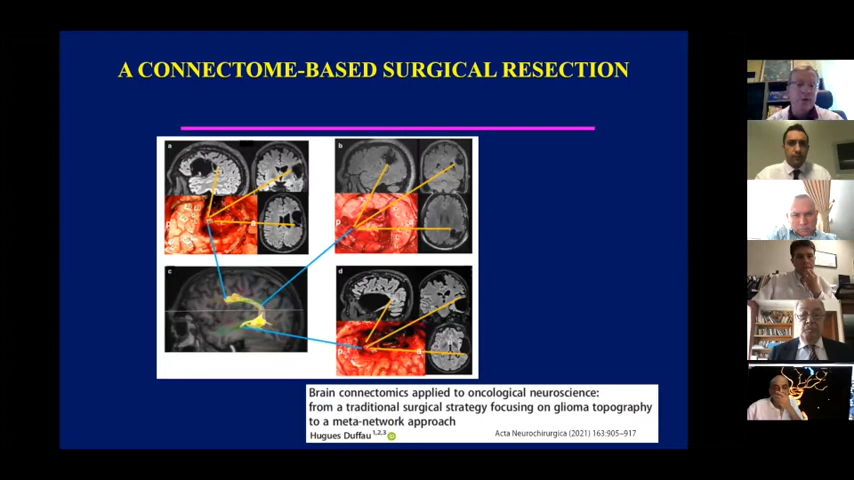 A CONNECTOME-BASED SURGICAL RESECTION
a
b
p
a
p
a
c
d
p
a
Brain connectomics applied to oncological neuroscience:
from a traditional surgical strategy focusing on glioma topography
to a meta-network approach
Hugues Duffau 1,2,3
Acta Neurochirurgica (2021) 163:905–917